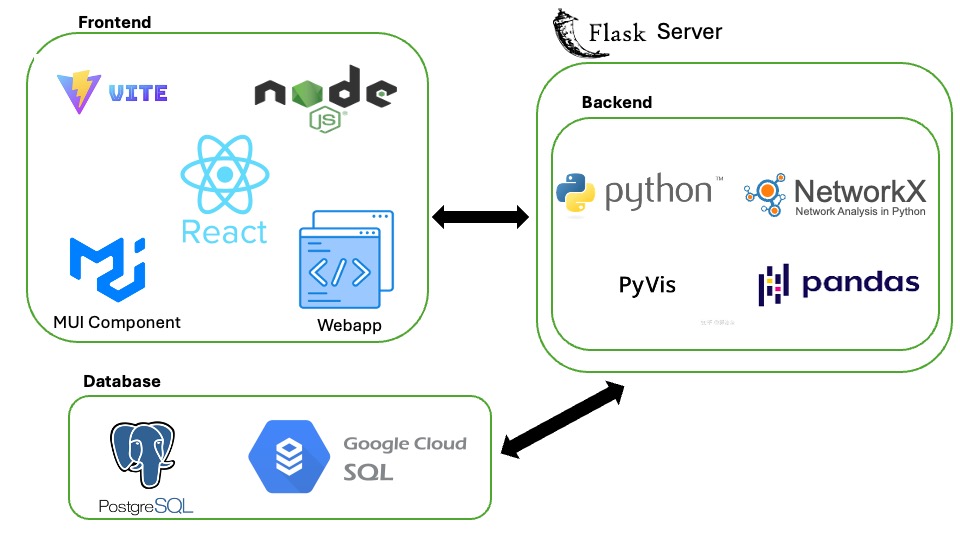 Frontend
VITE
node
JS
React
MUI Component
Webapp
Flask Server
Backend
python™
NetworkX
Network Analysis in Python
PyVis
pandas
Database
PostgreSQL
Google Cloud
SQL